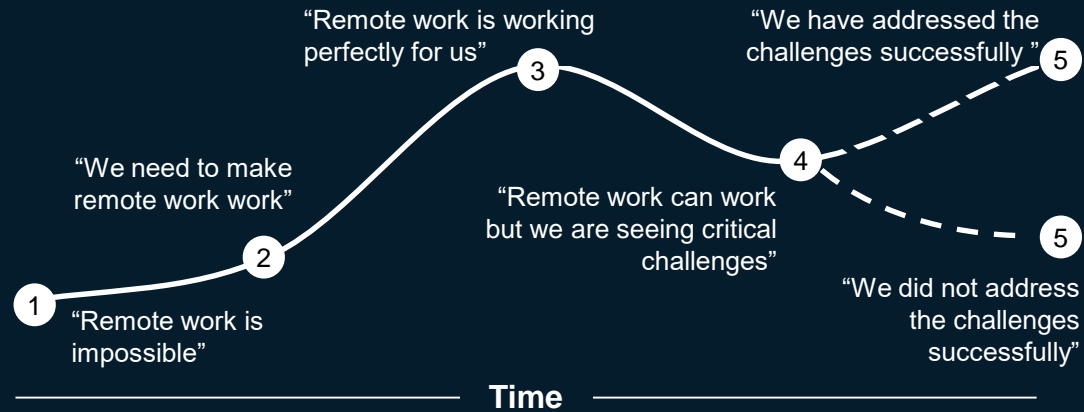 “Remote work is working
perfectly for us”
3
“We have addressed the
challenges successfully ”
5
“We need to make
remote work work”
2
4
“Remote work can work
but we are seeing critical
challenges”
5
1
“Remote work is
impossible”
“We did not address
the challenges
successfully”
Time